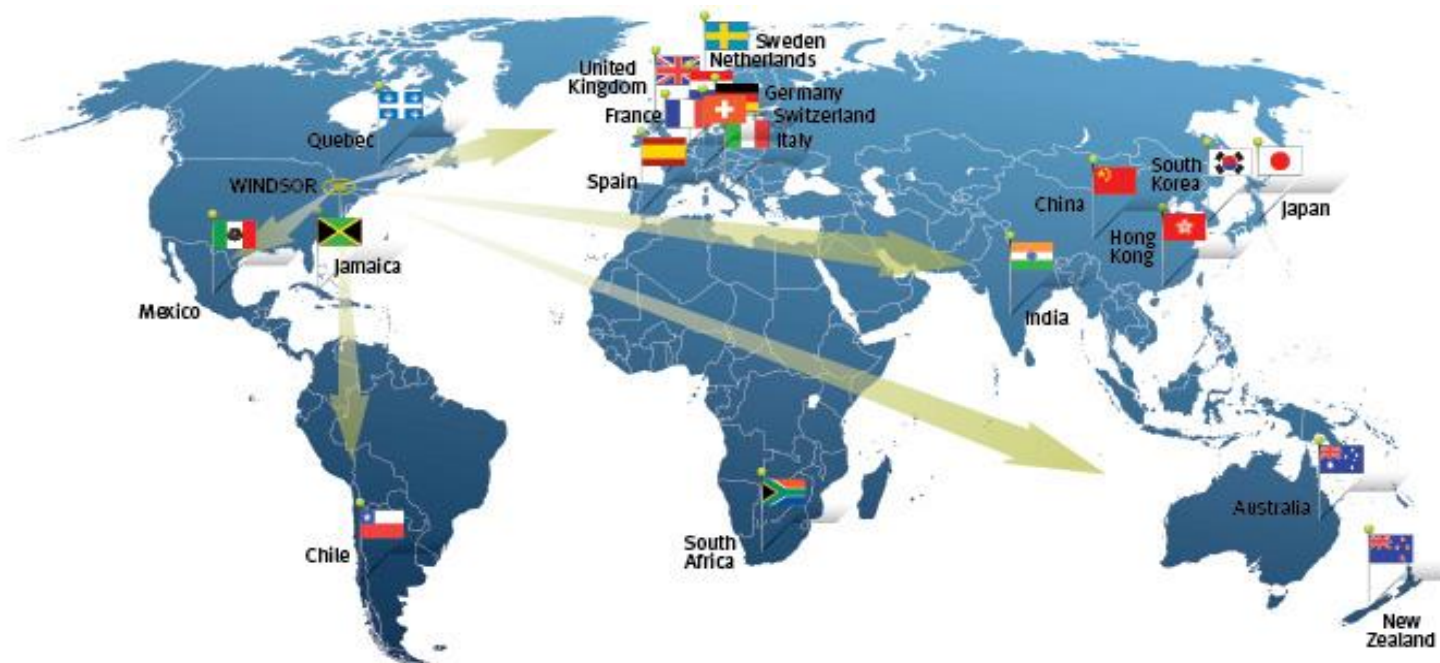 Sweden
Netherlands
United
Kingdom
Germany
France
Switzerland
Italy
Quebec
Spain
WINDSOR
South
Korea
China
Japan
Jamaica
Hong
Kong
Mexico
India
Australia
Chile
South
Africa
New
Zealand